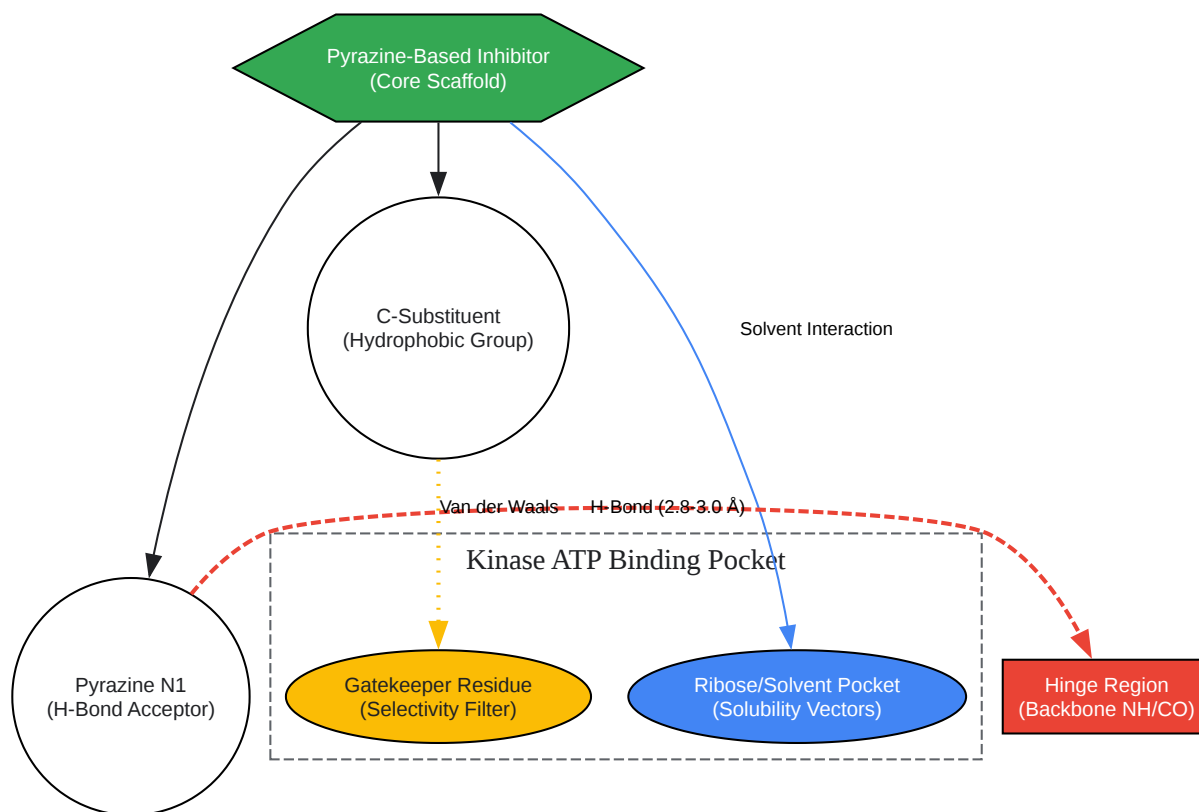 Pyrazine-Based Inhibitor
(Core Scaffold)
C-Substituent
(Hydrophobic Group)
Solvent Interaction
Van der Waals
H-Bond (2.8-3.0 Å)
Kinase ATP Binding Pocket
Pyrazine N1
(H-Bond Acceptor)
Gatekeeper Residue
(Selectivity Filter)
Ribose/Solvent Pocket
(Solubility Vectors)
Hinge Region
(Backbone NH/CO)